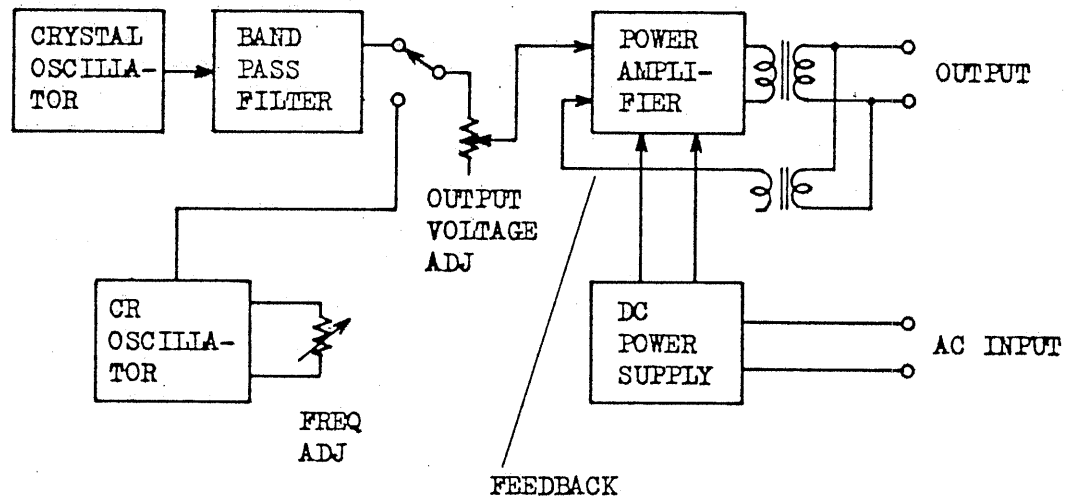 CRYSTAL
OSCILLA-
TOR
BAND
PASS
FILTER
POWER
AMPLI-
FIER
OUTPUT
OUTPUT
VOLTAGE
ADJ
CR
OSCILLA-
TOR
FREQ
ADJ
DC
POWER
SUPPLY
AC INPUT
FEEDBACK